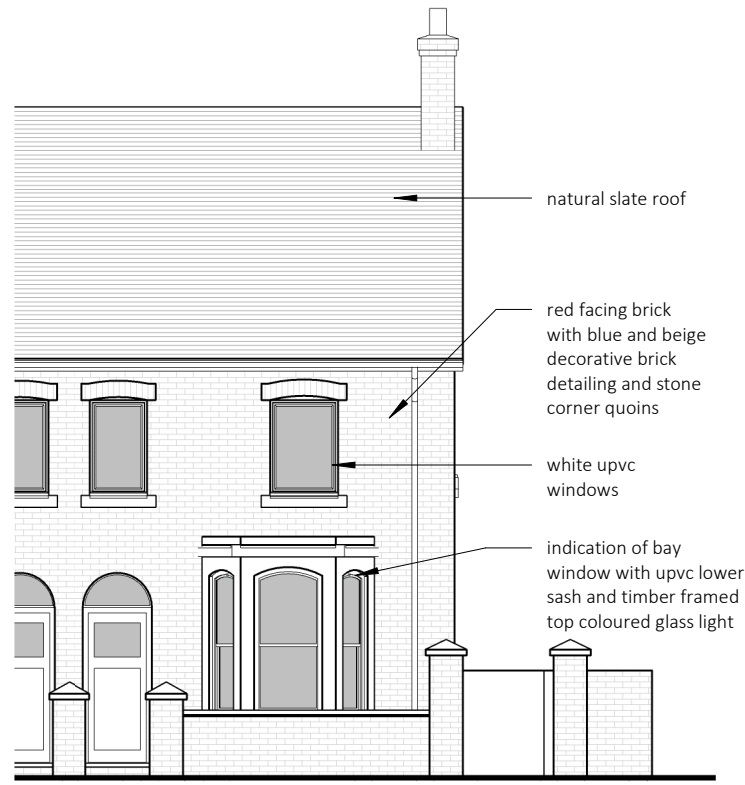 natural slate roof
red facing brick
with blue and beige
decorative brick
detailing and stone
corner quoins
white upvc
windows
indication of bay
window with upvc lower
sash and timber framed
top coloured glass light